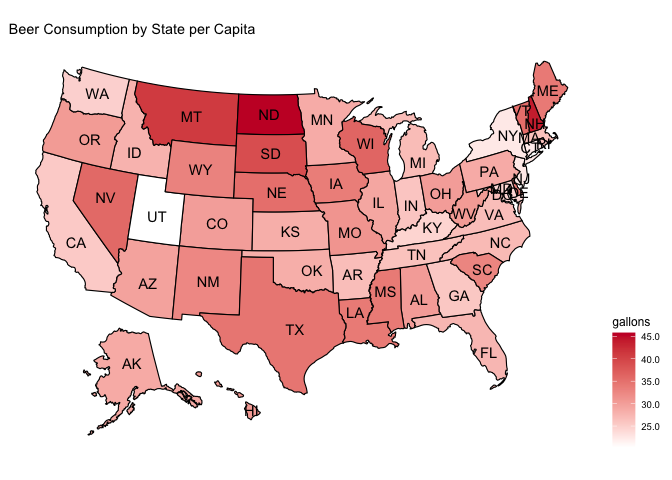 Beer Consumption by State per Capita
ME
WA
VT
MT
ND
MN
NH
OR
NY
MA
ID
WI
SD
MI
CT
RI
WY
PA
NJ
IA
NE
NV
OH
MD
DE
IL
IN
DC
UT
WV
VA
CO
KY
KS
MO
CA
NC
TN
OK
SC
AR
NM
AZ
MS
AL
GA
LA
TX
FL
AK
HI
gallons
45.0
40.0
35.0
30.0
25.0